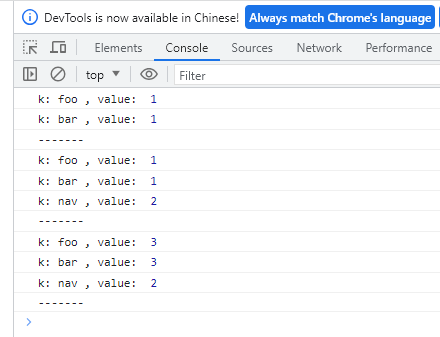 DevTools is now available in Chinese! Always match Chrome's language
Elements Console Sources Network Performance
top Filter
k: foo , value: 1
k: bar , value: 1
-------
k: foo , value: 1
k: bar , value: 1
k: nav , value: 2
-------
k: foo , value: 3
k: bar , value: 3
k: nav , value: 2
-------